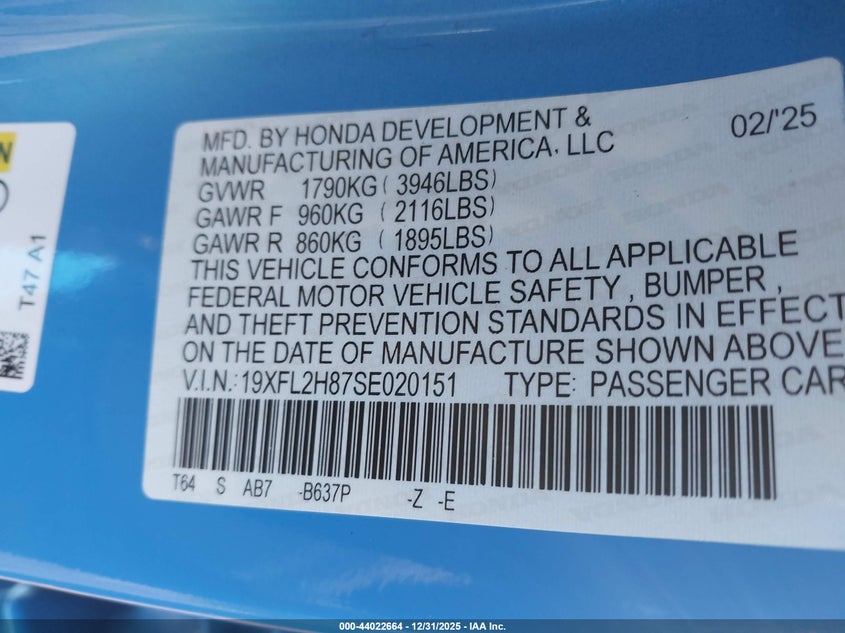 N
T47 A1
MFD. BY HONDA DEVELOPMENT &
MANUFACTURING OF AMERICA, LLC
02/'25
GVWR 1790KG ( 3946LBS)
GAWR F 960KG ( 2116LBS)
GAWR R 860KG ( 1895LBS)
THIS VEHICLE CONFORMS TO ALL APPLICABLE
FEDERAL MOTOR VEHICLE SAFETY , BUMPER ,
AND THEFT PREVENTION STANDARDS IN EFFECT
ON THE DATE OF MANUFACTURE SHOWN ABOVE
V.I.N.:19XFL2H87SE020151 TYPE: PASSENGER CAR
T64 S AB7 -B637P -Z -E
000-44022664 - 12/31/2025 - IAA Inc.